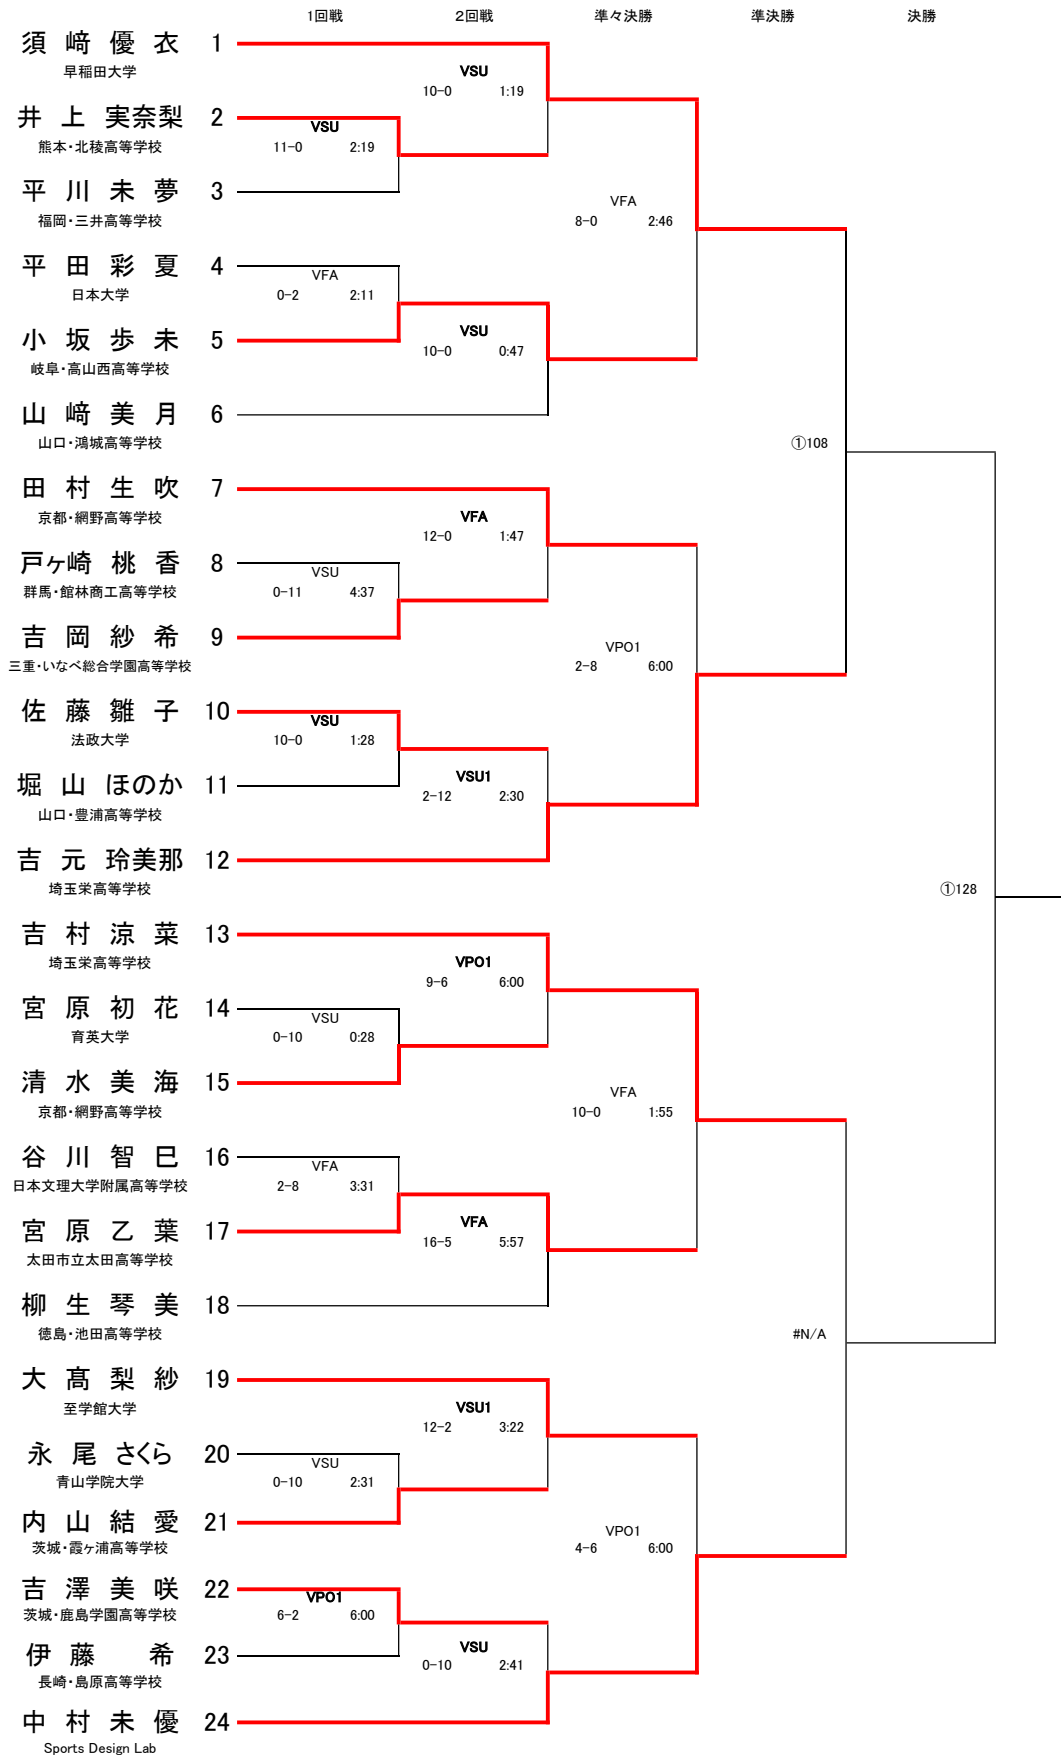 1回戦 2回戦 準々決勝 準決勝 決勝
須 﨑 優 衣 1
早稲田大学
VSU
10-0 1:19
井 上 実奈梨 2
熊本・北稜高等学校
VSU
11-0 2:19
平 川 未 夢 3
福岡・三井高等学校
VFA
8-0 2:46
平 田 彩 夏 4
日本大学
VFA
0-2 2:11
小 坂 歩 未 5
岐阜・高山西高等学校
VSU
10-0 0:47
山 﨑 美 月 6
山口・鴻城高等学校
①108
田 村 生 吹 7
京都・網野高等学校
VFA
12-0 1:47
戸ヶ崎 桃 香 8
群馬・館林商工高等学校
VSU
0-11 4:37
吉 岡 紗 希 9
三重・いなべ総合学園高等学校
VPO1
2-8 6:00
佐 藤 雛 子 10
法政大学
VSU
10-0 1:28
堀 山 ほのか 11
山口・豊浦高等学校
VSU1
2-12 2:30
吉 元 玲美那 12
埼玉栄高等学校
①128
吉 村 涼 菜 13
埼玉栄高等学校
VPO1
9-6 6:00
宮 原 初 花 14
育英大学
VSU
0-10 0:28
清 水 美 海 15
京都・網野高等学校
VFA
10-0 1:55
谷 川 智 巳 16
日本文理大学附属高等学校
VFA
2-8 3:31
宮 原 乙 葉 17
太田市立太田高等学校
VFA
16-5 5:57
柳 生 琴 美 18
徳島・池田高等学校
#N/A
大 髙 梨 紗 19
至学館大学
VSU1
12-2 3:22
永 尾 さくら 20
青山学院大学
VSU
0-10 2:31
内 山 結 愛 21
茨城・霞ヶ浦高等学校
VPO1
4-6 6:00
吉 澤 美 咲 22
茨城・鹿島学園高等学校
VPO1
6-2 6:00
伊 藤 希 23
長崎・島原高等学校
VSU
0-10 2:41
中 村 未 優 24
Sports Design Lab